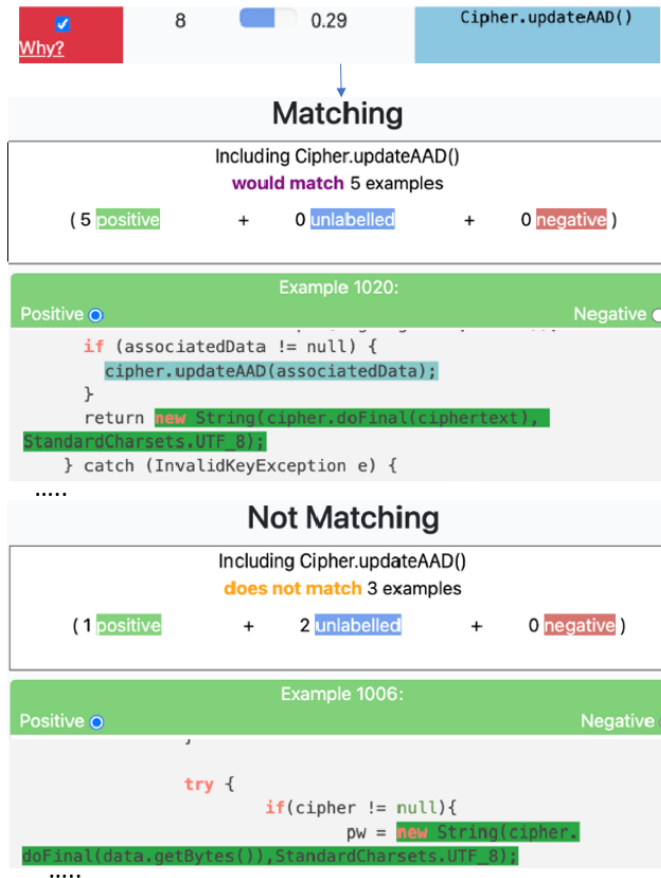 8 0.29 Cipher.updateAAD()
Why?
Matching
Including Cipher.updateAAD()
would match 5 examples
( 5 positive + 0 unlabelled + 0 negative )
Example 1020:
Positive Negative
if (associatedData != null) {
cipher.updateAAD(associatedData);
}
return new String(cipher.doFinal(ciphertext),
StandardCharsets.UTF_8);
} catch (InvalidKeyException e) {
.....
Not Matching
Including Cipher.updateAAD()
does not match 3 examples
( 1 positive + 2 unlabelled + 0 negative )
Example 1006:
Positive Negative
try {
if(cipher != null){
pw = new String(cipher.
doFinal(data.getBytes()),StandardCharsets.UTF_8);
.....